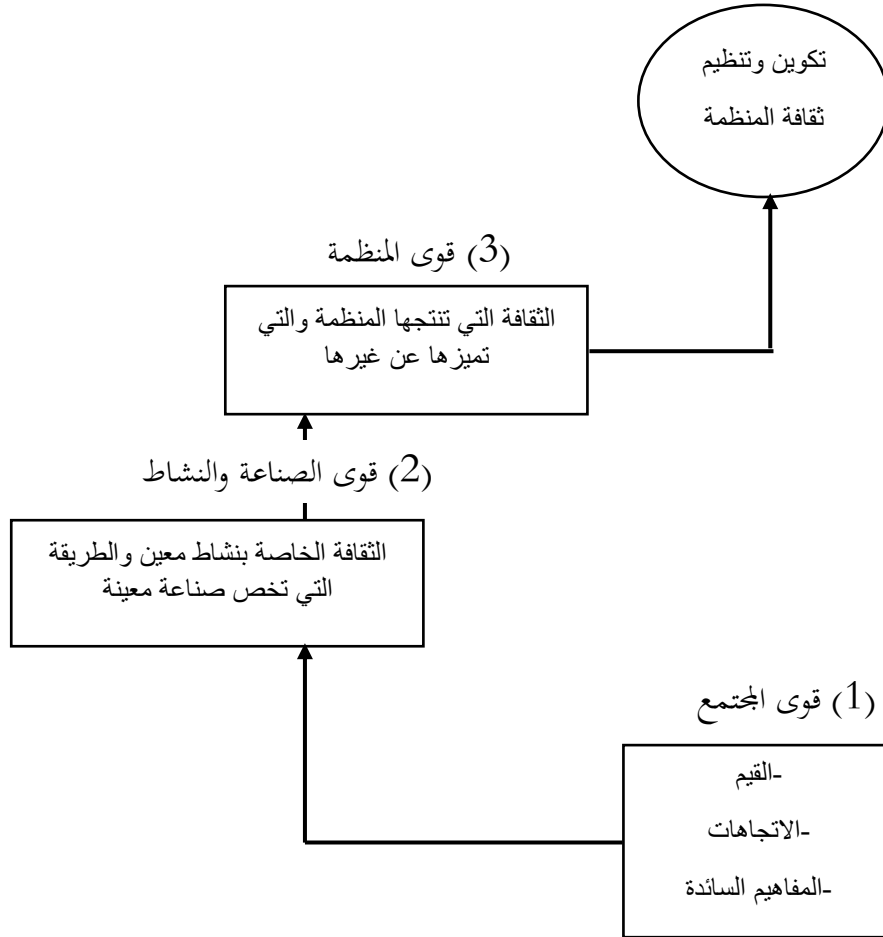 تكوين وتنظيم
ثقافة المنظمة
(3) قوى المنظمة
الثقافة التي تنتجها المنظمة والتي
تميزها عن غيرها
(2) قوى الصناعة والنشاط
الثقافة الخاصة بنشاط معين والطريقة
التي تخص صناعة معينة
(1) قوى المجتمع
-القيم
-الاتجاهات
-المفاهيم السائدة